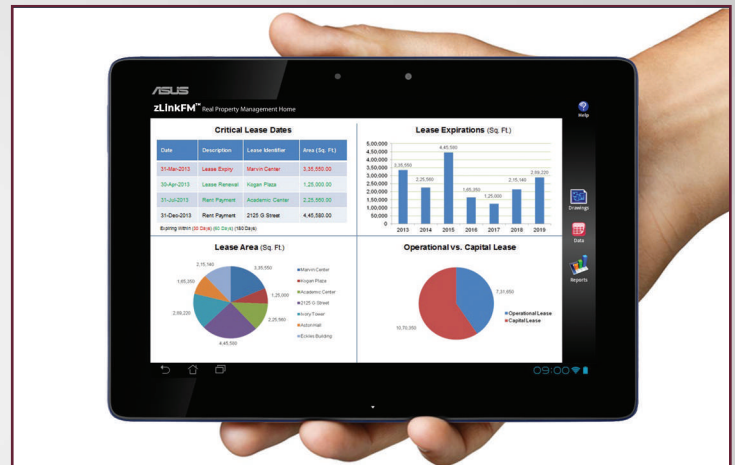 ASUS
zLinkFM™ Real Property Management Home
Help
Critical Lease Dates
Date Description Lease Identifier Area (Sq. Ft.)
31-Mar-2013 Lease Expiry Marvin Center 3,35,550.00
30-Apr-2013 Lease Renewal Kogan Plaza 1,25,000.00
31-Jul-2013 Rent Payment Academic Center 2,25,560.00
31-Dec-2013 Rent Payment 2125 G Street 4,45,580.00
Expiring Within (30 Days) (60 Days) (180 Days)
Lease Expirations (Sq. Ft.)
5,00,000
4,50,000
4,00,000
3,50,000
3,00,000
2,50,000
2,00,000
1,50,000
1,00,000
50,000
0
3,35,550
2,25,560
4,45,580
1,65,350
1,25,000
2,15,140
2,88,220
2013 2014 2015 2016 2017 2018 2019
Drawings
Data
Reports
Lease Area (Sq. Ft.)
2,15,140
3,35,550
1,65,350
1,25,000
2,88,220
2,25,560
4,45,580
Marvin Center
Kogan Plaza
Academic Center
2125 G Street
Ivory Tower
Aston Hall
Eckles Building
Operational vs. Capital Lease
7,31,650
10,70,350
Operational Lease
Capital Lease
09:00